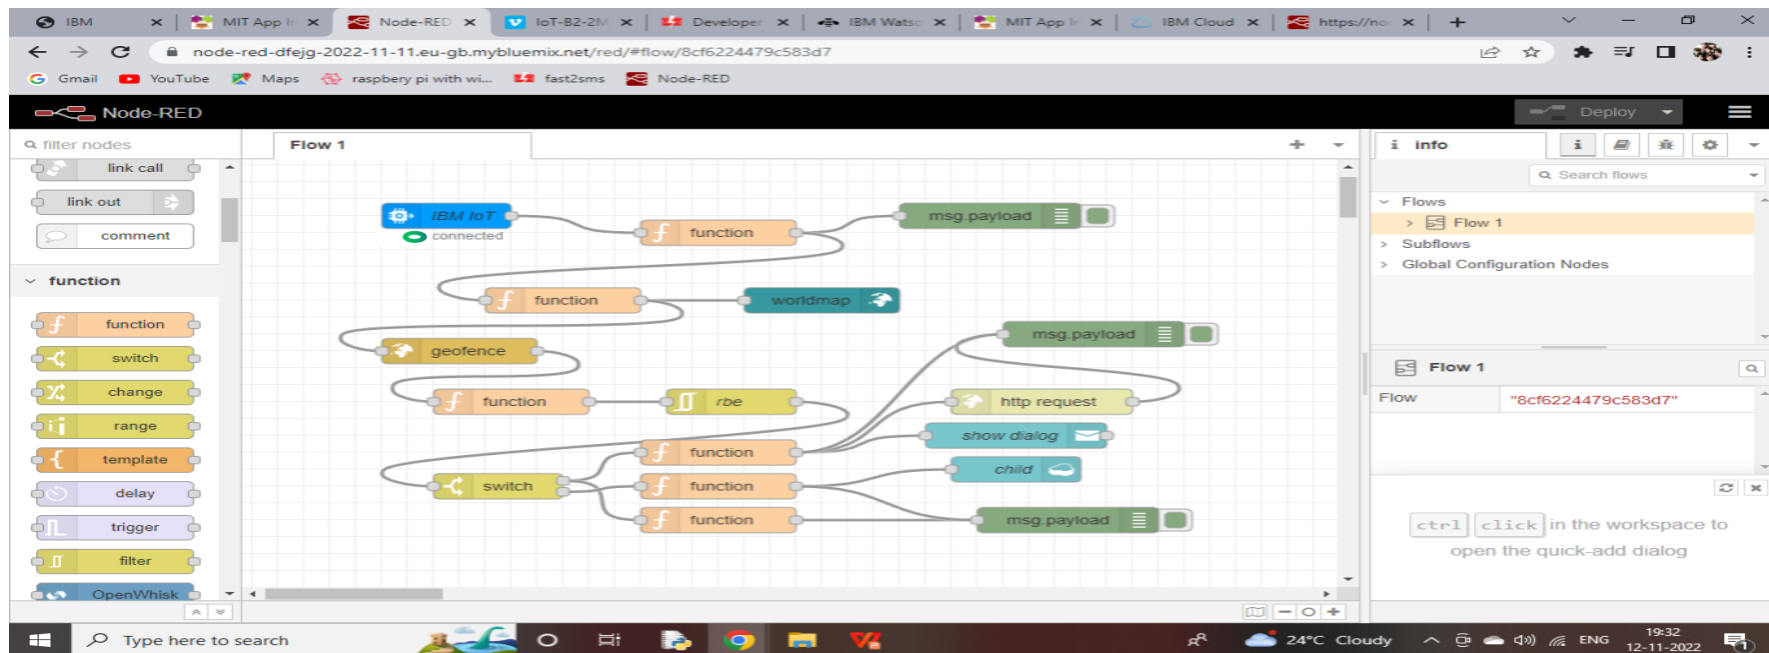 IBM
MIT App In
Node-RED
IoT-B2-2M
Developer
IBM Watso
MIT App In
IBM Cloud
https://no
node-red-dfejg-2022-11-11.eu-gb.mybluemix.net/red/#flow/8cf6224479c583d7
Gmail
YouTube
Maps
raspbery pi with wi...
fast2sms
Node-RED
Node-RED
Deploy
filter nodes
Flow 1
i info
i
link call
link out
comment
function
function
switch
change
range
template
delay
trigger
filter
OpenWhisk
IBM IoT
connected
function
msg.payload
function
worldmap
geofence
msg.payload
function
rbe
http request
function
show dialog
switch
function
child
function
msg.payload
Search flows
Flows
Flow 1
Subflows
Global Configuration Nodes
Flow 1
Flow "8cf6224479c583d7"
ctrl click in the workspace to
open the quick-add dialog
Type here to search
24°C Cloudy
ENG
19:32
12-11-2022
1